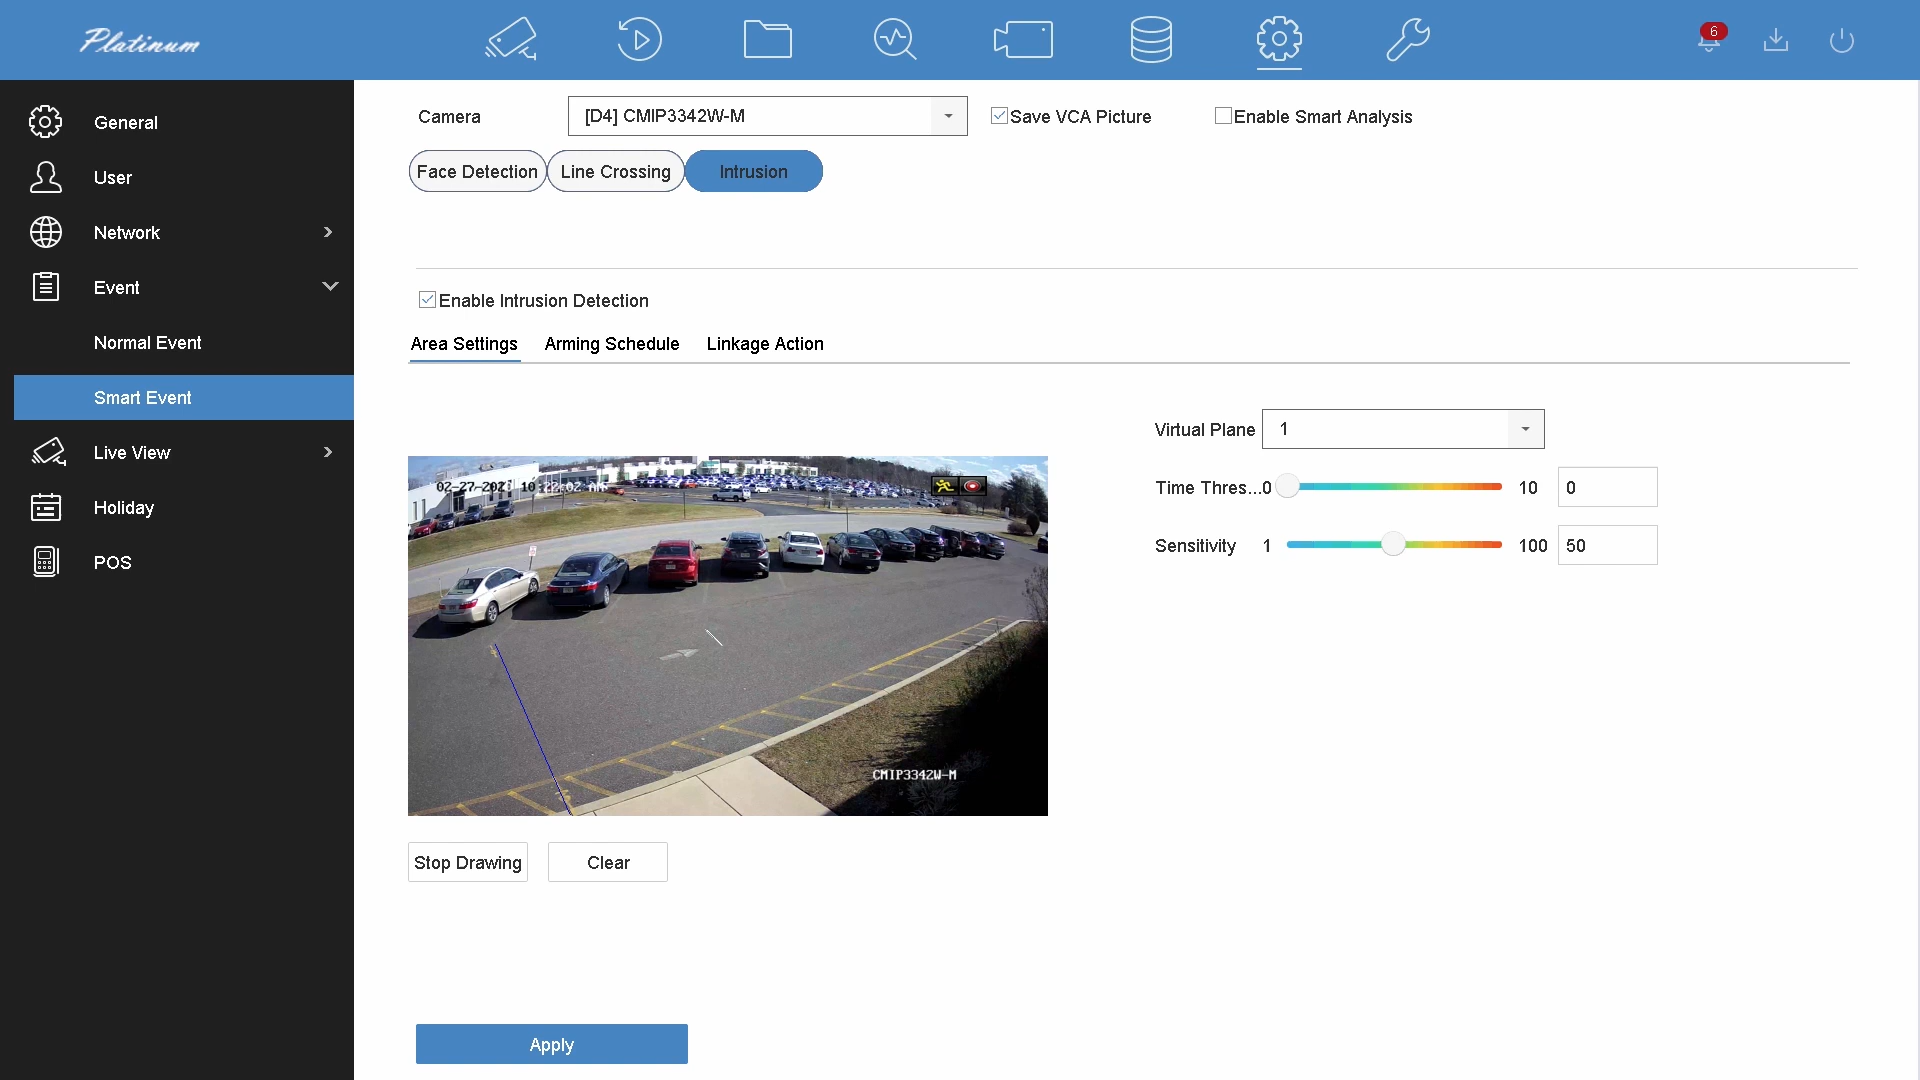 Platinum
6
General
User
Network
Event
Normal Event
Smart Event
Live View
Holiday
POS
Camera
[D4] CMIP3342W-M
Save VCA Picture
Enable Smart Analysis
Face Detection
Line Crossing
Intrusion
Enable Intrusion Detection
Area Settings
Arming Schedule
Linkage Action
Virtual Plane
1
Time Thres...0
10
0
Sensitivity
1
100
50
CMIP3342W-M
Stop Drawing
Clear
Apply